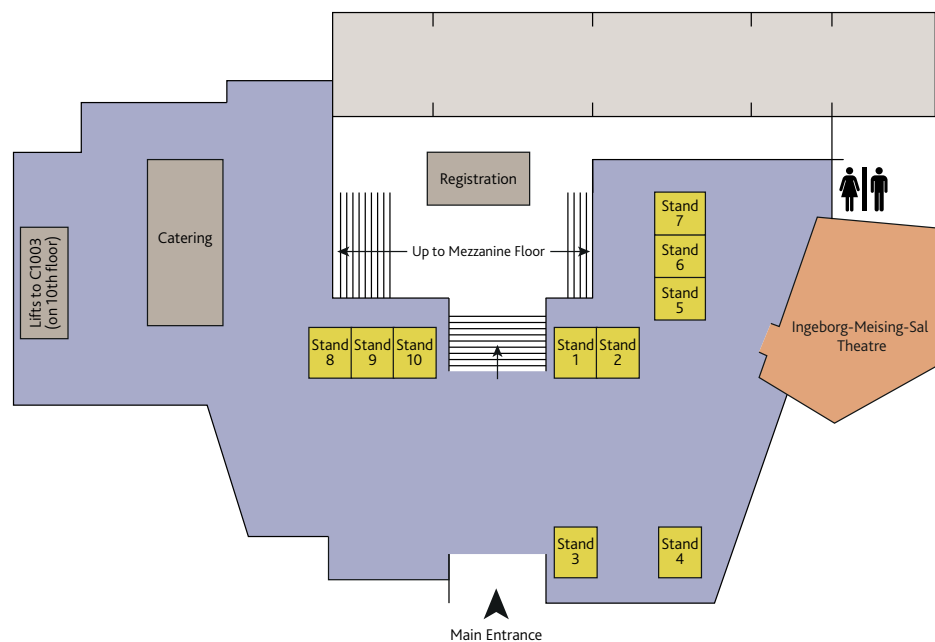 Registration
Stand
7
Catering
Stand
6
Lifts to C1003
(on 10th floor)
Up to Mezzanine Floor
Stand
5
Ingeborg-Meising-Sal
Theatre
Stand
8
Stand
9
Stand
10
Stand
1
Stand
2
Stand
3
Stand
4
Main Entrance